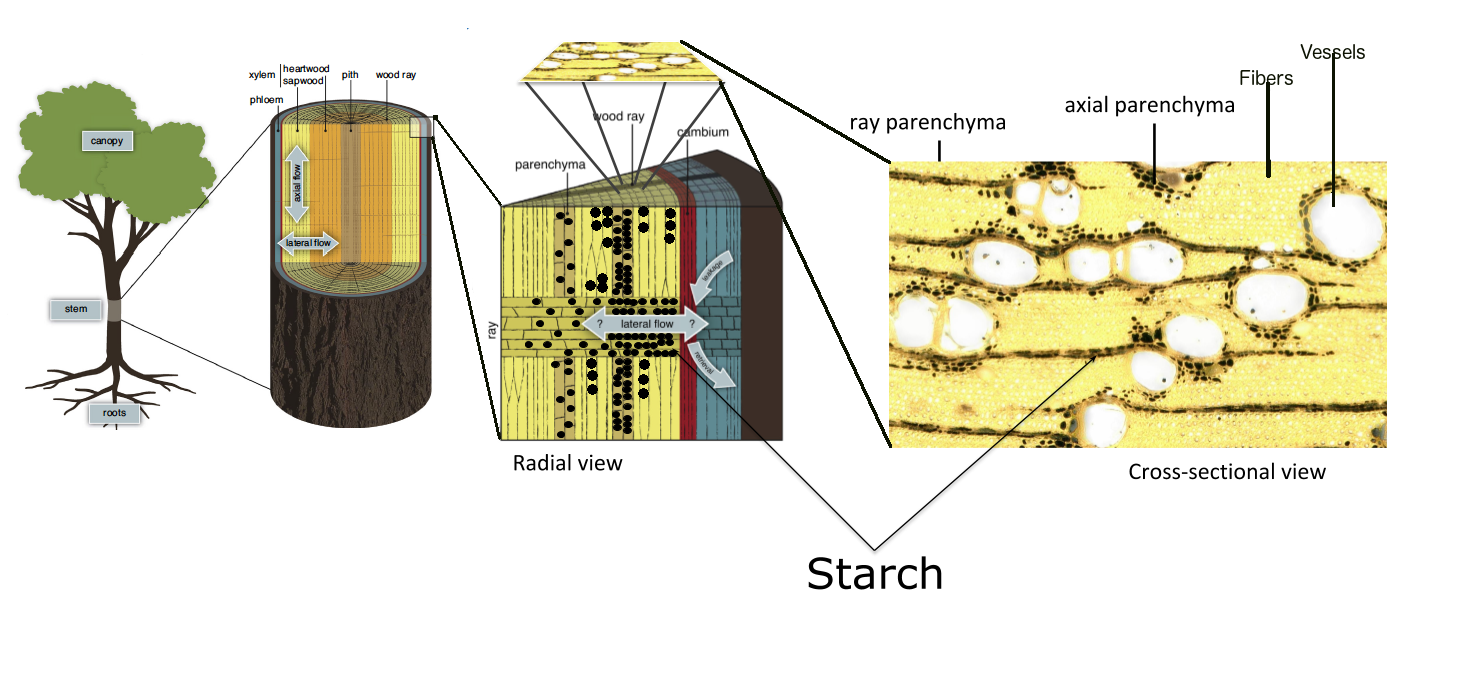 canopy
stem
roots
xylem
heartwood
sapwood
pith
wood ray
phloem
axial flow
lateral flow
wood ray
cambium
parenchyma
leakage
ray
? lateral flow ?
retrieval
Radial view
ray parenchyma
axial parenchyma
Fibers
Vessels
Cross-sectional view
Starch